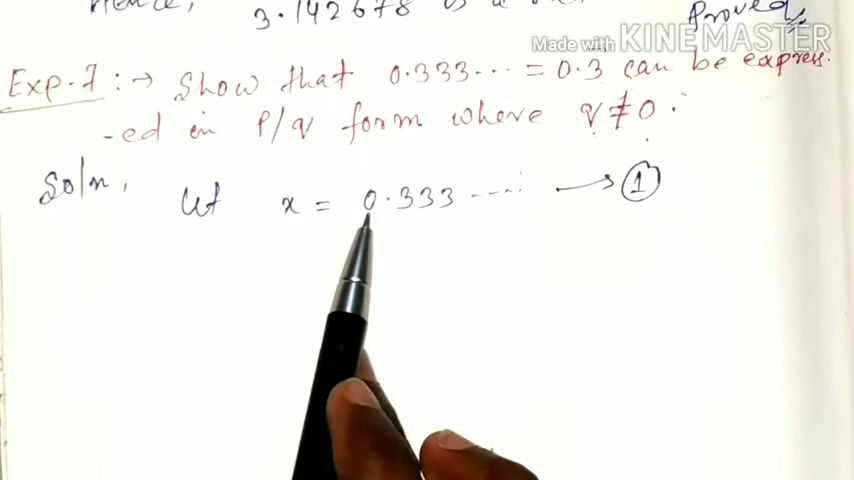 Hence, 3.142678 is a
Proved
Made with KINEMASTER
Exp. 7 :→ Show that 0.333... = 0.3 can be express.
-ed in p/q form where q ≠ 0.
Soln, let x = 0.333 ...... → ①